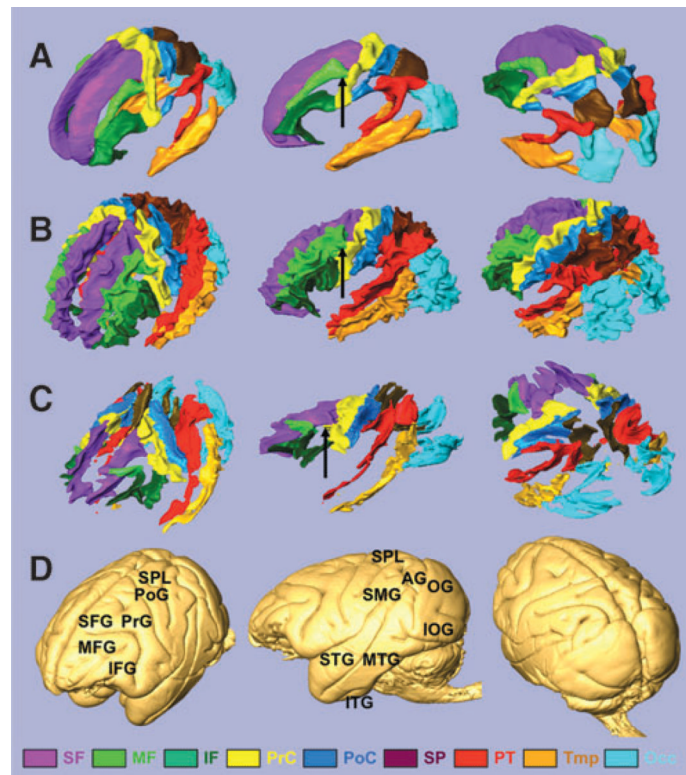 A
B
C
D
SPL
PoG
SFG PrG
MFG
IFG
SPL
AG OG
SMG
IOG
STG MTG
ITG
SF MF IF PrC PoC SP PT Tmp Occ